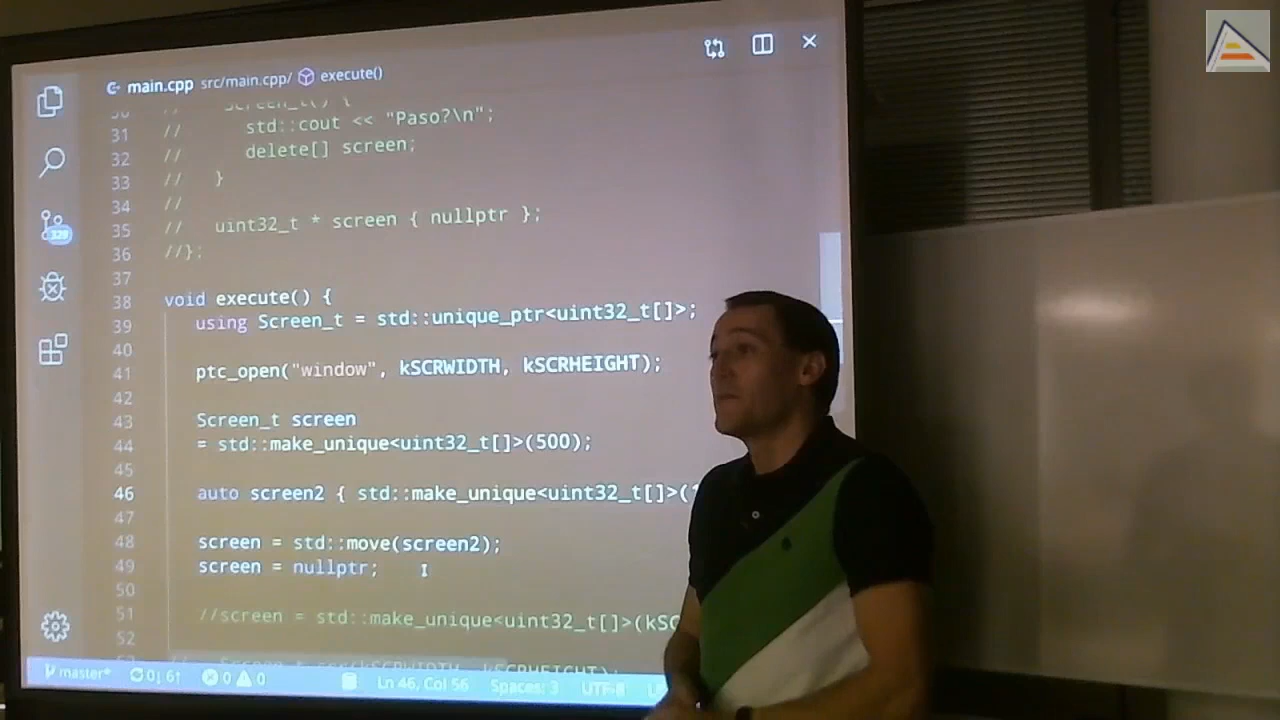 main.cpp src/main.cpp/ execute()
31 // std::cout << "Paso?\n";
32 // delete[] screen;
33 // }
34 //
35 // uint32_t * screen { nullptr };
36 //};
37
38 void execute() {
39 using Screen_t = std::unique_ptr<uint32_t[]>;
40
41 ptc_open("window", kSCRWIDTH, kSCRHEIGHT);
42
43 Screen_t screen
44 = std::make_unique<uint32_t[]>(500);
45
46 auto screen2 { std::make_unique<uint32_t[]>(
47
48 screen = std::move(screen2);
49 screen = nullptr;
50
51 //screen = std::make_unique<uint32_t[]>(kSC
52
master* 0↓ 6↑ 0 0 Ln 46, Col 56 Spaces: 3 UTF-8